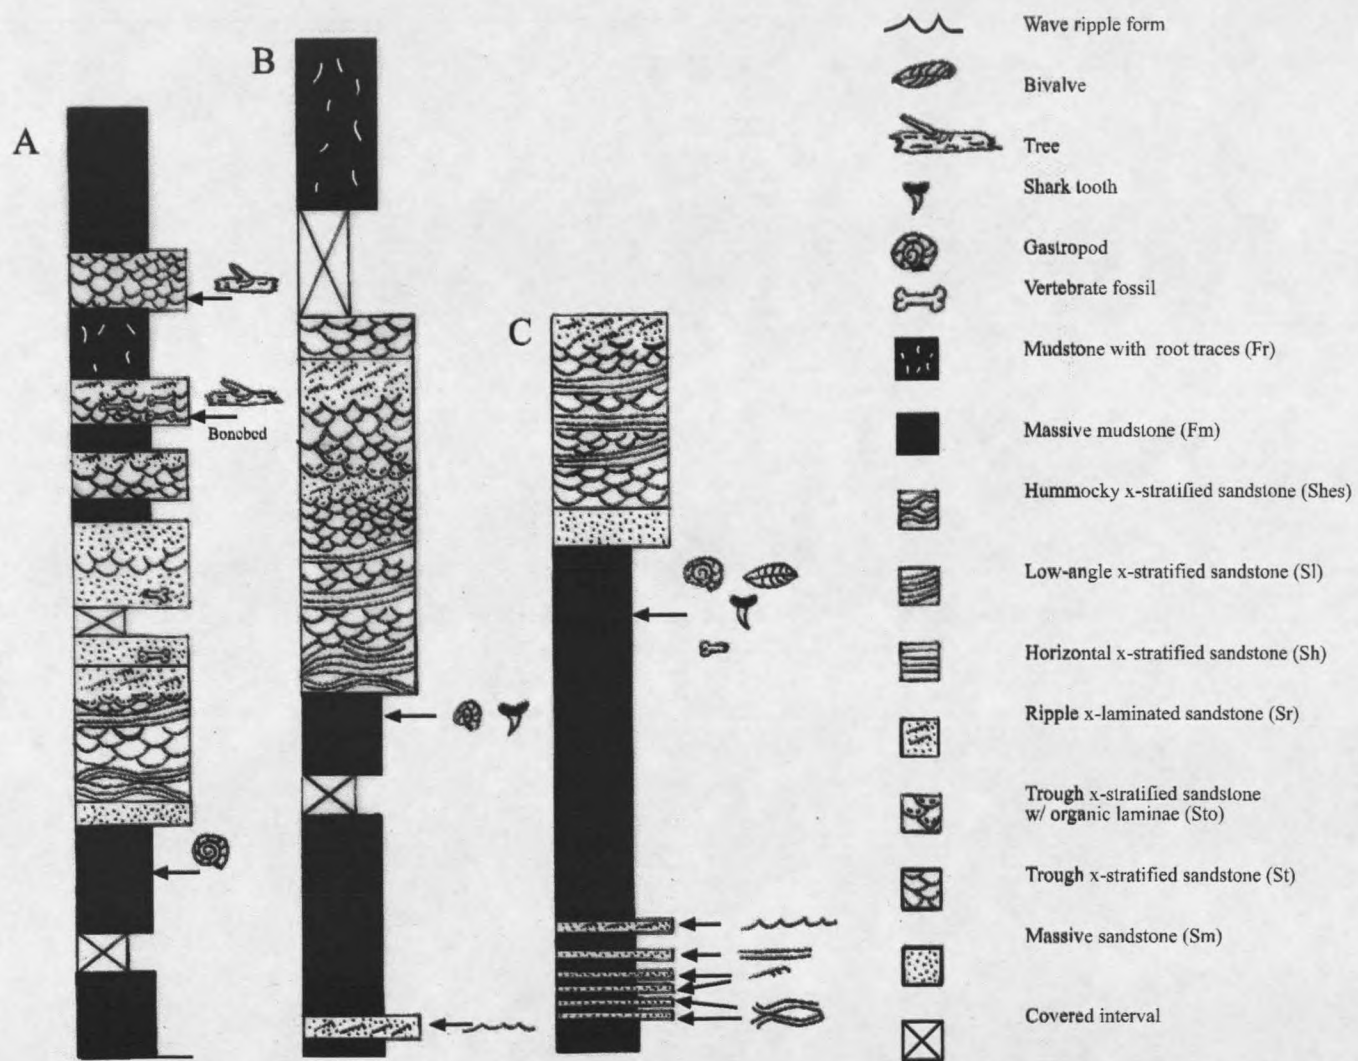 A
B
C
Bonebed
Wave ripple form
Bivalve
Tree
Shark tooth
Gastropod
Vertebrate fossil
Mudstone with root traces (Fr)
Massive mudstone (Fm)
Hummocky x-stratified sandstone (Shes)
Low-angle x-stratified sandstone (Sl)
Horizontal x-stratified sandstone (Sh)
Ripple x-laminated sandstone (Sr)
Trough x-stratified sandstone
w/ organic laminae (Sto)
Trough x-stratified sandstone (St)
Massive sandstone (Sm)
Covered interval